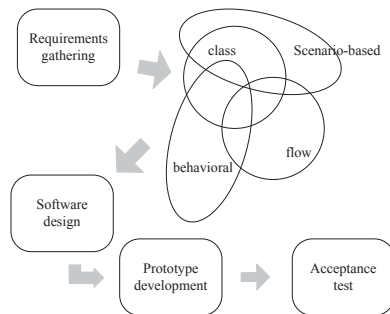 Requirements
gathering
class
Scenario-based
behavioral
flow
Software
design
Prototype
development
Acceptance
test